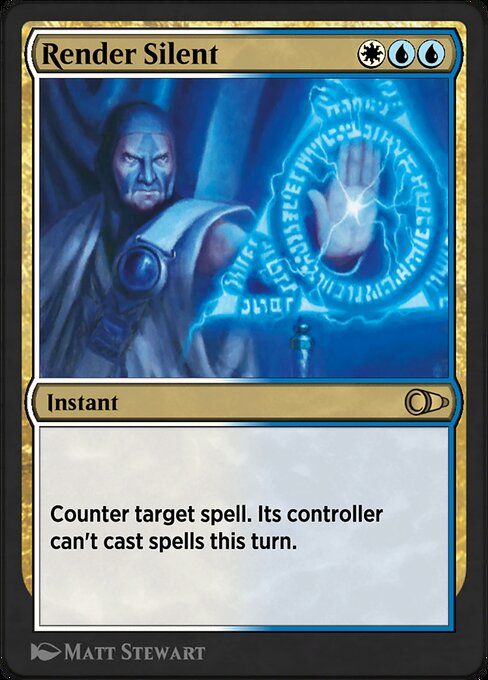 Render Silent
Instant
Counter target spell. Its controller
can't cast spells this turn.
MATT STEWART